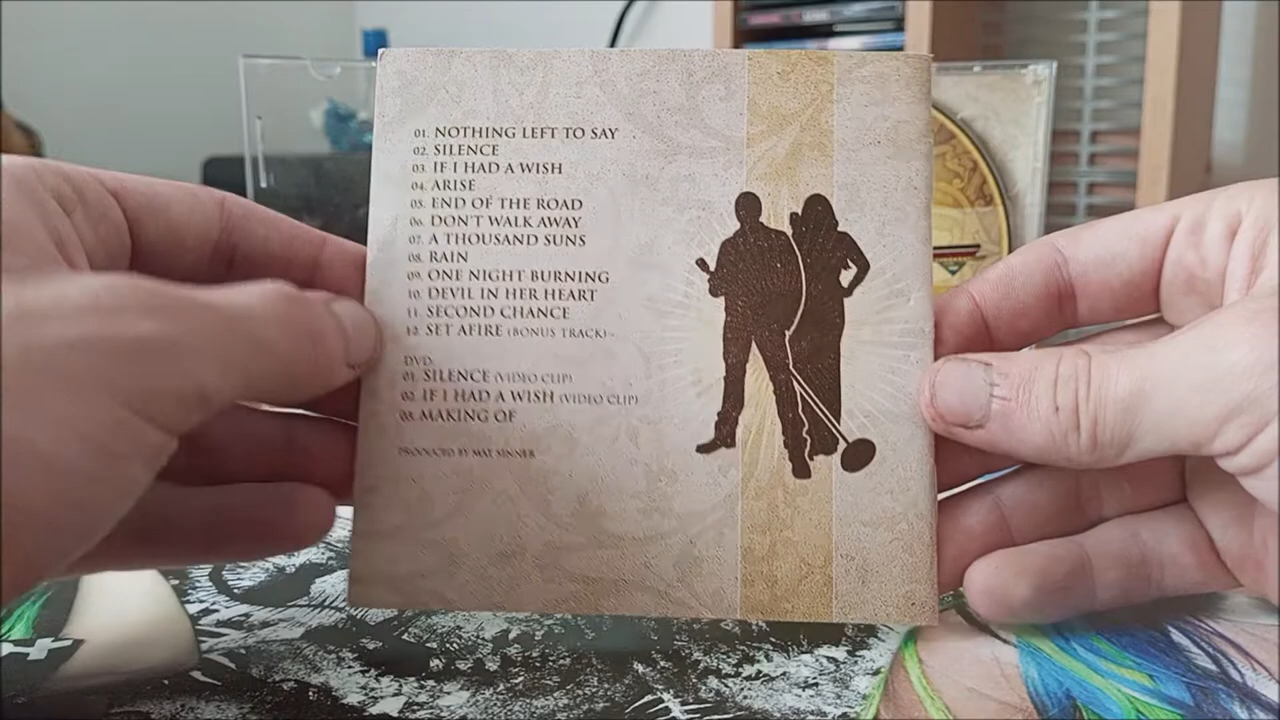 01. NOTHING LEFT TO SAY
02. SILENCE
03. IF I HAD A WISH
04. ARISE
05. END OF THE ROAD
06. DON'T WALK AWAY
07. A THOUSAND SUNS
08. RAIN
09. ONE NIGHT BURNING
10. DEVIL IN HER HEART
11. SECOND CHANCE
12. SET AFIRE (BONUS TRACK)
DVD
01. SILENCE (VIDEO CLIP)
02. IF I HAD A WISH (VIDEO CLIP)
03. MAKING OF
PRODUCED BY MAT SINNER